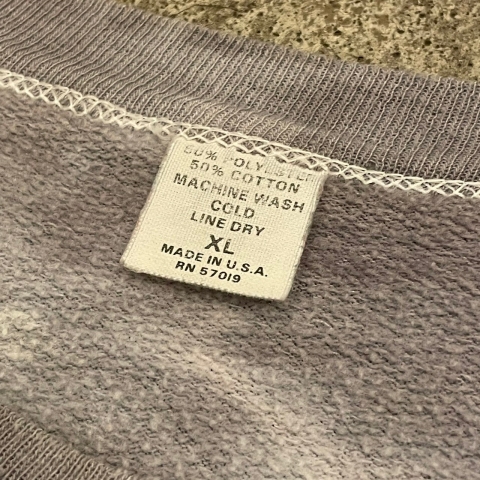 50% POLYESTER
50% COTTON
MACHINE WASH
COLD
LINE DRY
XL
MADE IN U.S.A.
RN 57019